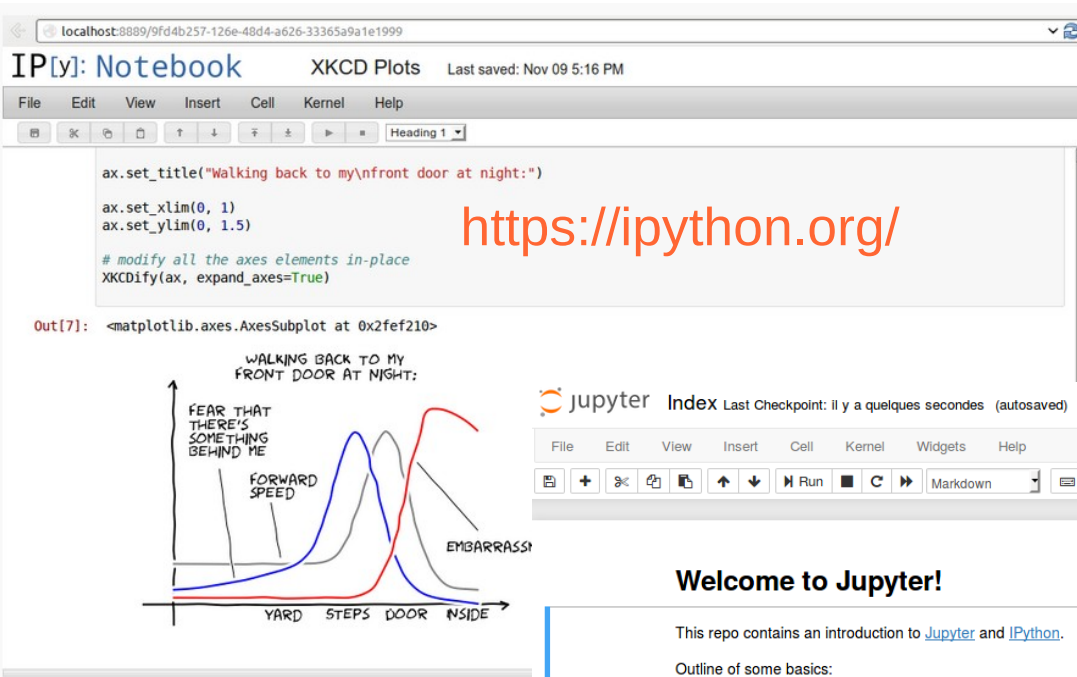 localhost:8889/9fd4b257-126e-48d4-a626-33365a9a1e1999
IP[y]: Notebook XKCD Plots Last saved: Nov 09 5:16 PM
File Edit View Insert Cell Kernel Help
Heading 1
ax.set_title("Walking back to my\nfront door at night:")
ax.set_xlim(0, 1)
ax.set_ylim(0, 1.5)
https://ipython.org/
# modify all the axes elements in-place
XKCDify(ax, expand_axes=True)
Out[7]: <matplotlib.axes.AxesSubplot at 0x2fef210>
WALKING BACK TO MY
FRONT DOOR AT NIGHT:
FEAR THAT
THERE'S
SOMETHING
BEHIND ME
FORWARD
SPEED
EMBARRASS
YARD STEPS DOOR INSIDE
jupyter Index Last Checkpoint: il y a quelques secondes (autosaved)
File Edit View Insert Cell Kernel Widgets Help
Run Markdown
Welcome to Jupyter!
This repo contains an introduction to Jupyter and IPython.
Outline of some basics: